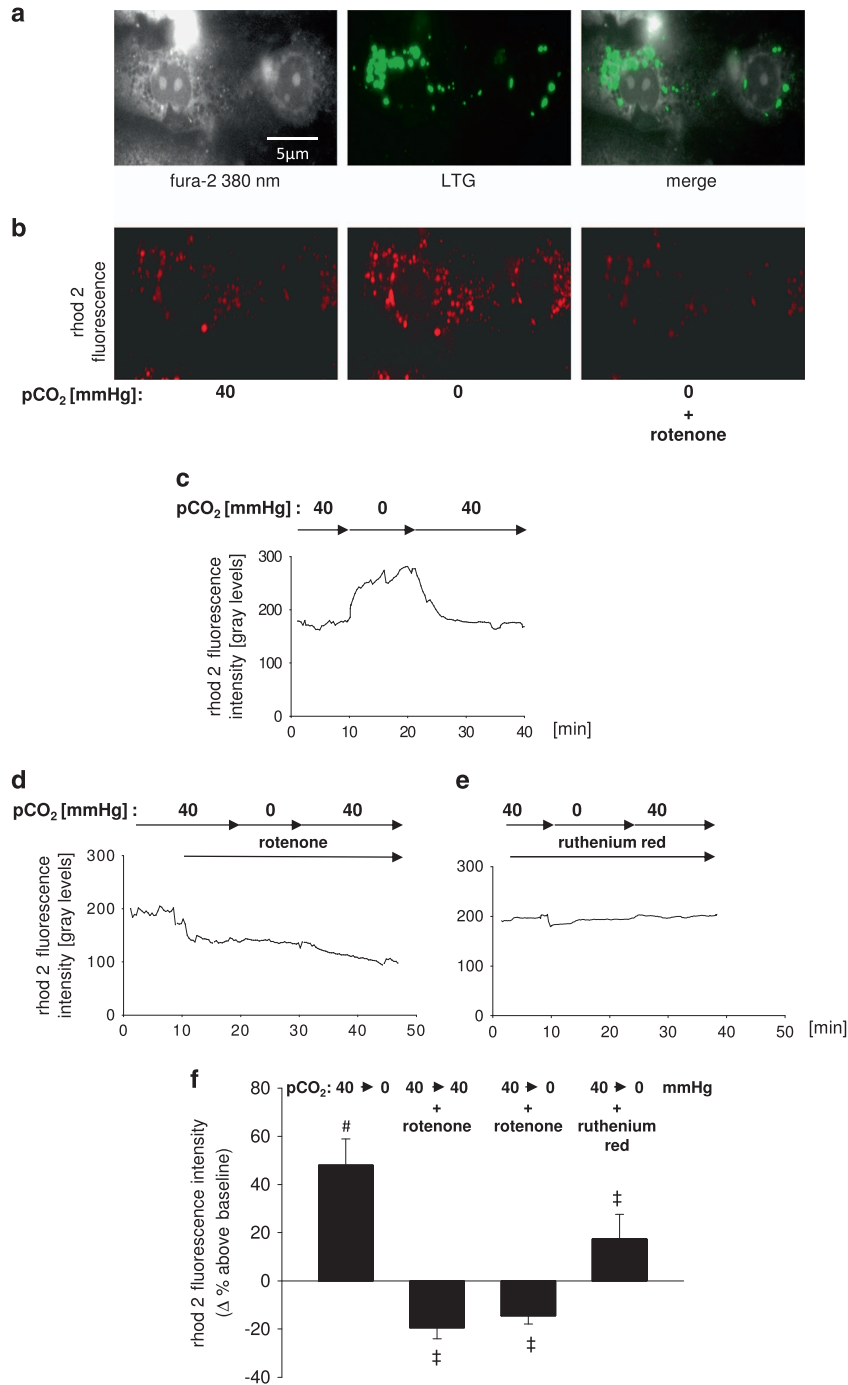 a
5μm
fura-2 380 nm
LTG
merge
b
rhod 2
fluorescence
pCO₂ [mmHg]:
40
0
0
+
rotenone
c
pCO₂ [mmHg] : 40 0 40
rhod 2 fluorescence
intensity [gray levels]
300
200
100
0
0 10 20 30 40 [min]
d
pCO₂ [mmHg] : 40 0 40
rotenone
rhod 2 fluorescence
intensity [gray levels]
300
200
100
0
0 10 20 30 40 50
e
40 0 40
ruthenium red
300
200
100
0
0 10 20 30 40 50 [min]
f
rhod 2 fluorescence intensity
(Δ % above baseline)
80
60
40
20
0
-20
-40
pCO₂: 40 ➤ 0 40 ➤ 40 40 ➤ 0 40 ➤ 0 mmHg
+ + +
rotenone rotenone ruthenium
red
#
‡
‡
‡